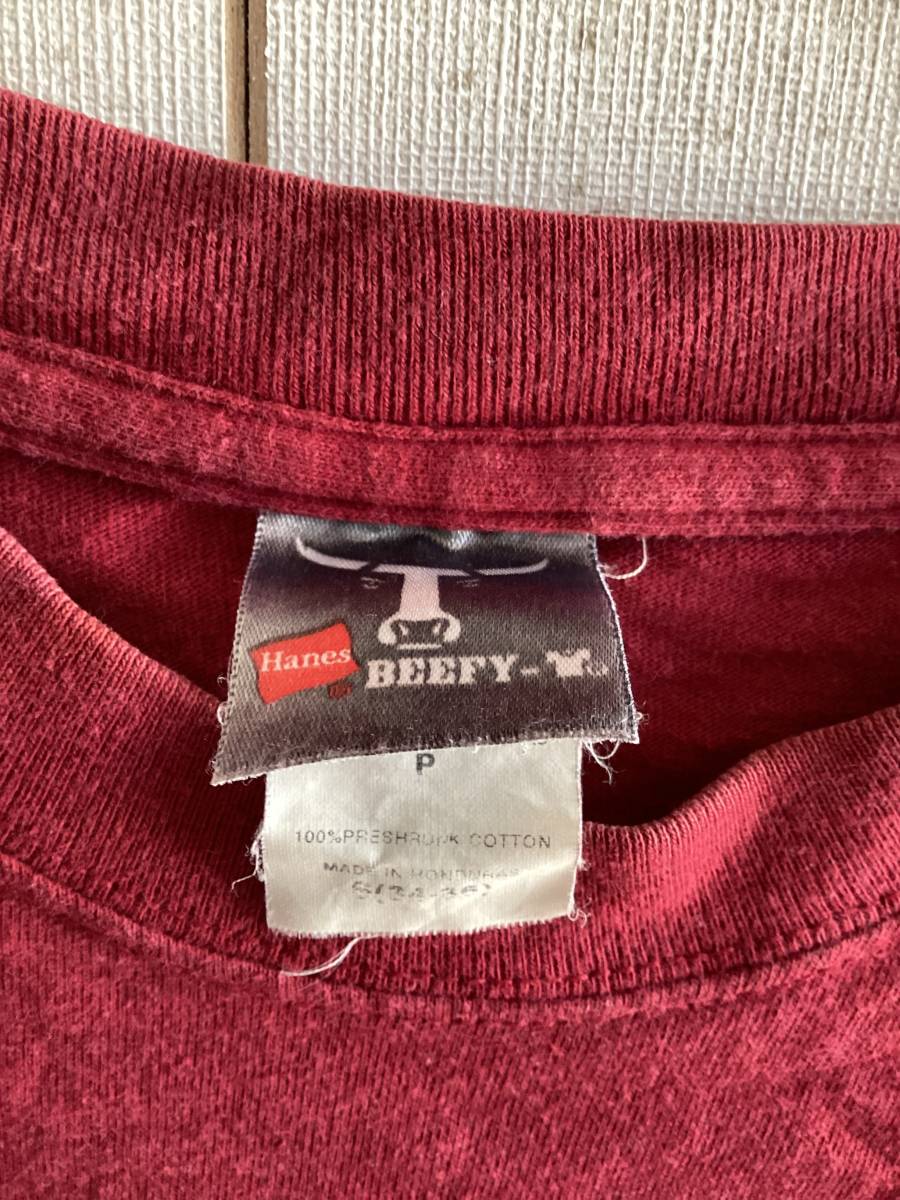 Hanes
BEEFY-
P
100% PRESHRUNK COTTON
MADE IN HONDURAS
S(34-36)